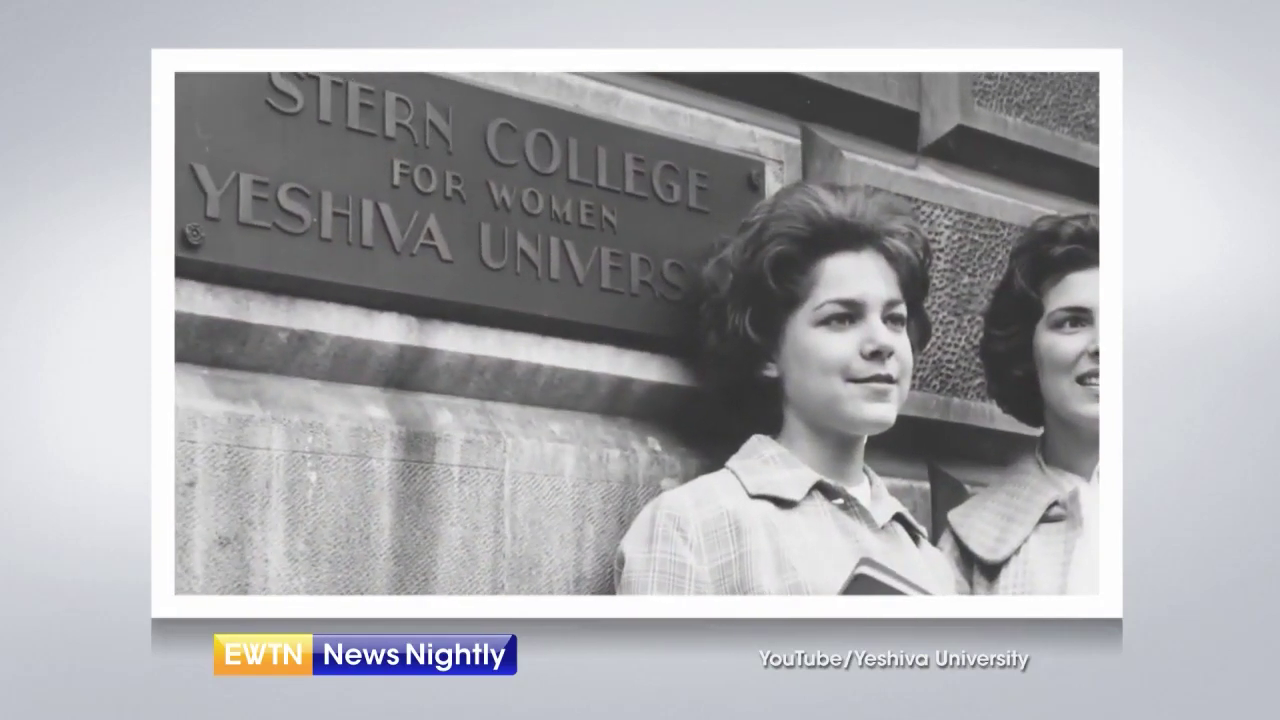 STERN COLLEGE
FOR WOMEN
YESHIVA UNIVERS
EWTN News Nightly
YouTube/Yeshiva University